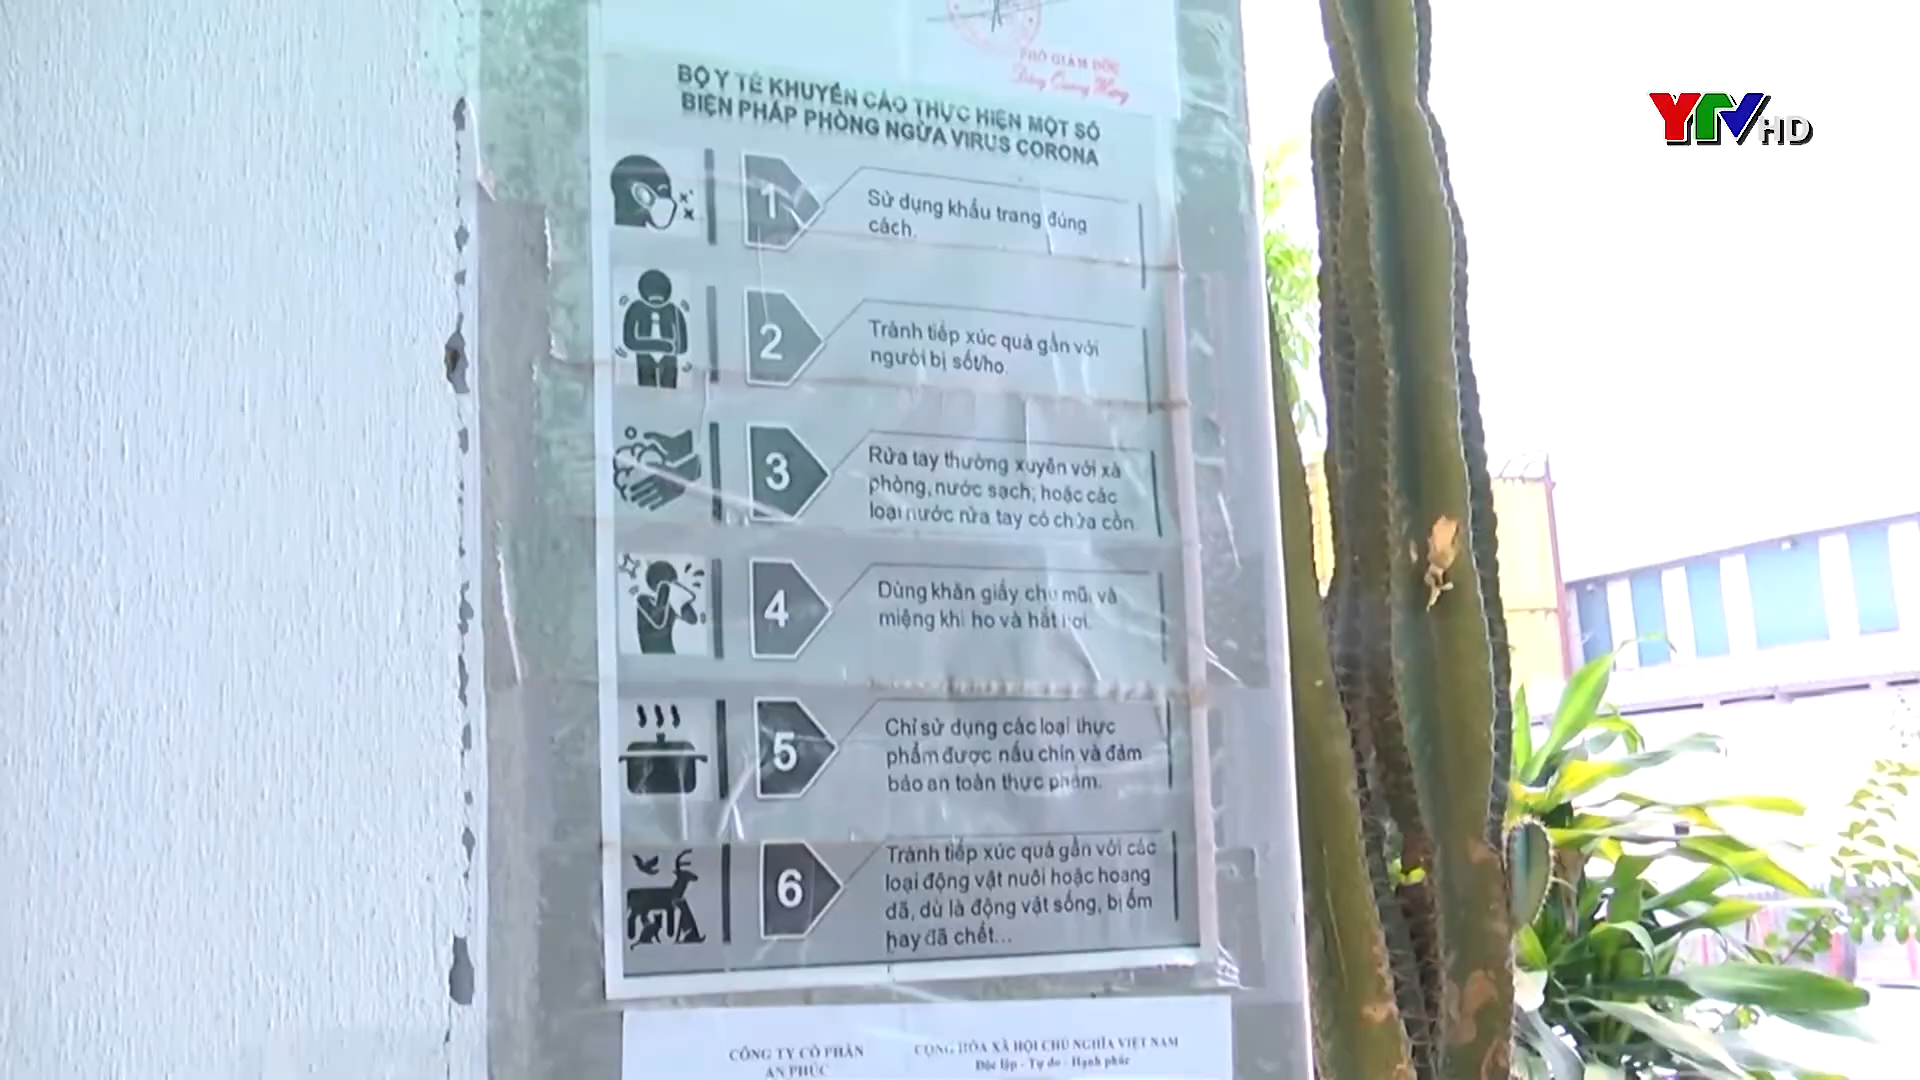 PHÓ GIÁM ĐỐC
YTV HD
BỘ Y TẾ KHUYẾN CÁO THỰC HIỆN MỘT SỐ
BIỆN PHÁP PHÒNG NGỪA VIRUS CORONA
1
Sử dụng khẩu trang đúng
cách.
2
Tránh tiếp xúc quá gần với
người bị sốt/ho.
3
Rửa tay thường xuyên với xà
phòng, nước sạch; hoặc các
loại nước rửa tay có chứa cồn.
4
Dùng khăn giấy che mũi và
miệng khi ho và hắt hơi.
5
Chỉ sử dụng các loại thực
phẩm được nấu chín và đảm
bảo an toàn thực phẩm.
6
Tránh tiếp xúc quá gần với các
loại động vật nuôi hoặc hoang
dã, dù là động vật sống, bị ốm
hay đã chết...
CÔNG TY CỔ PHẦN
AN PHÚC
CỘNG HÒA XÃ HỘI CHỦ NGHĨA VIỆT NAM
Độc lập - Tự do - Hạnh phúc